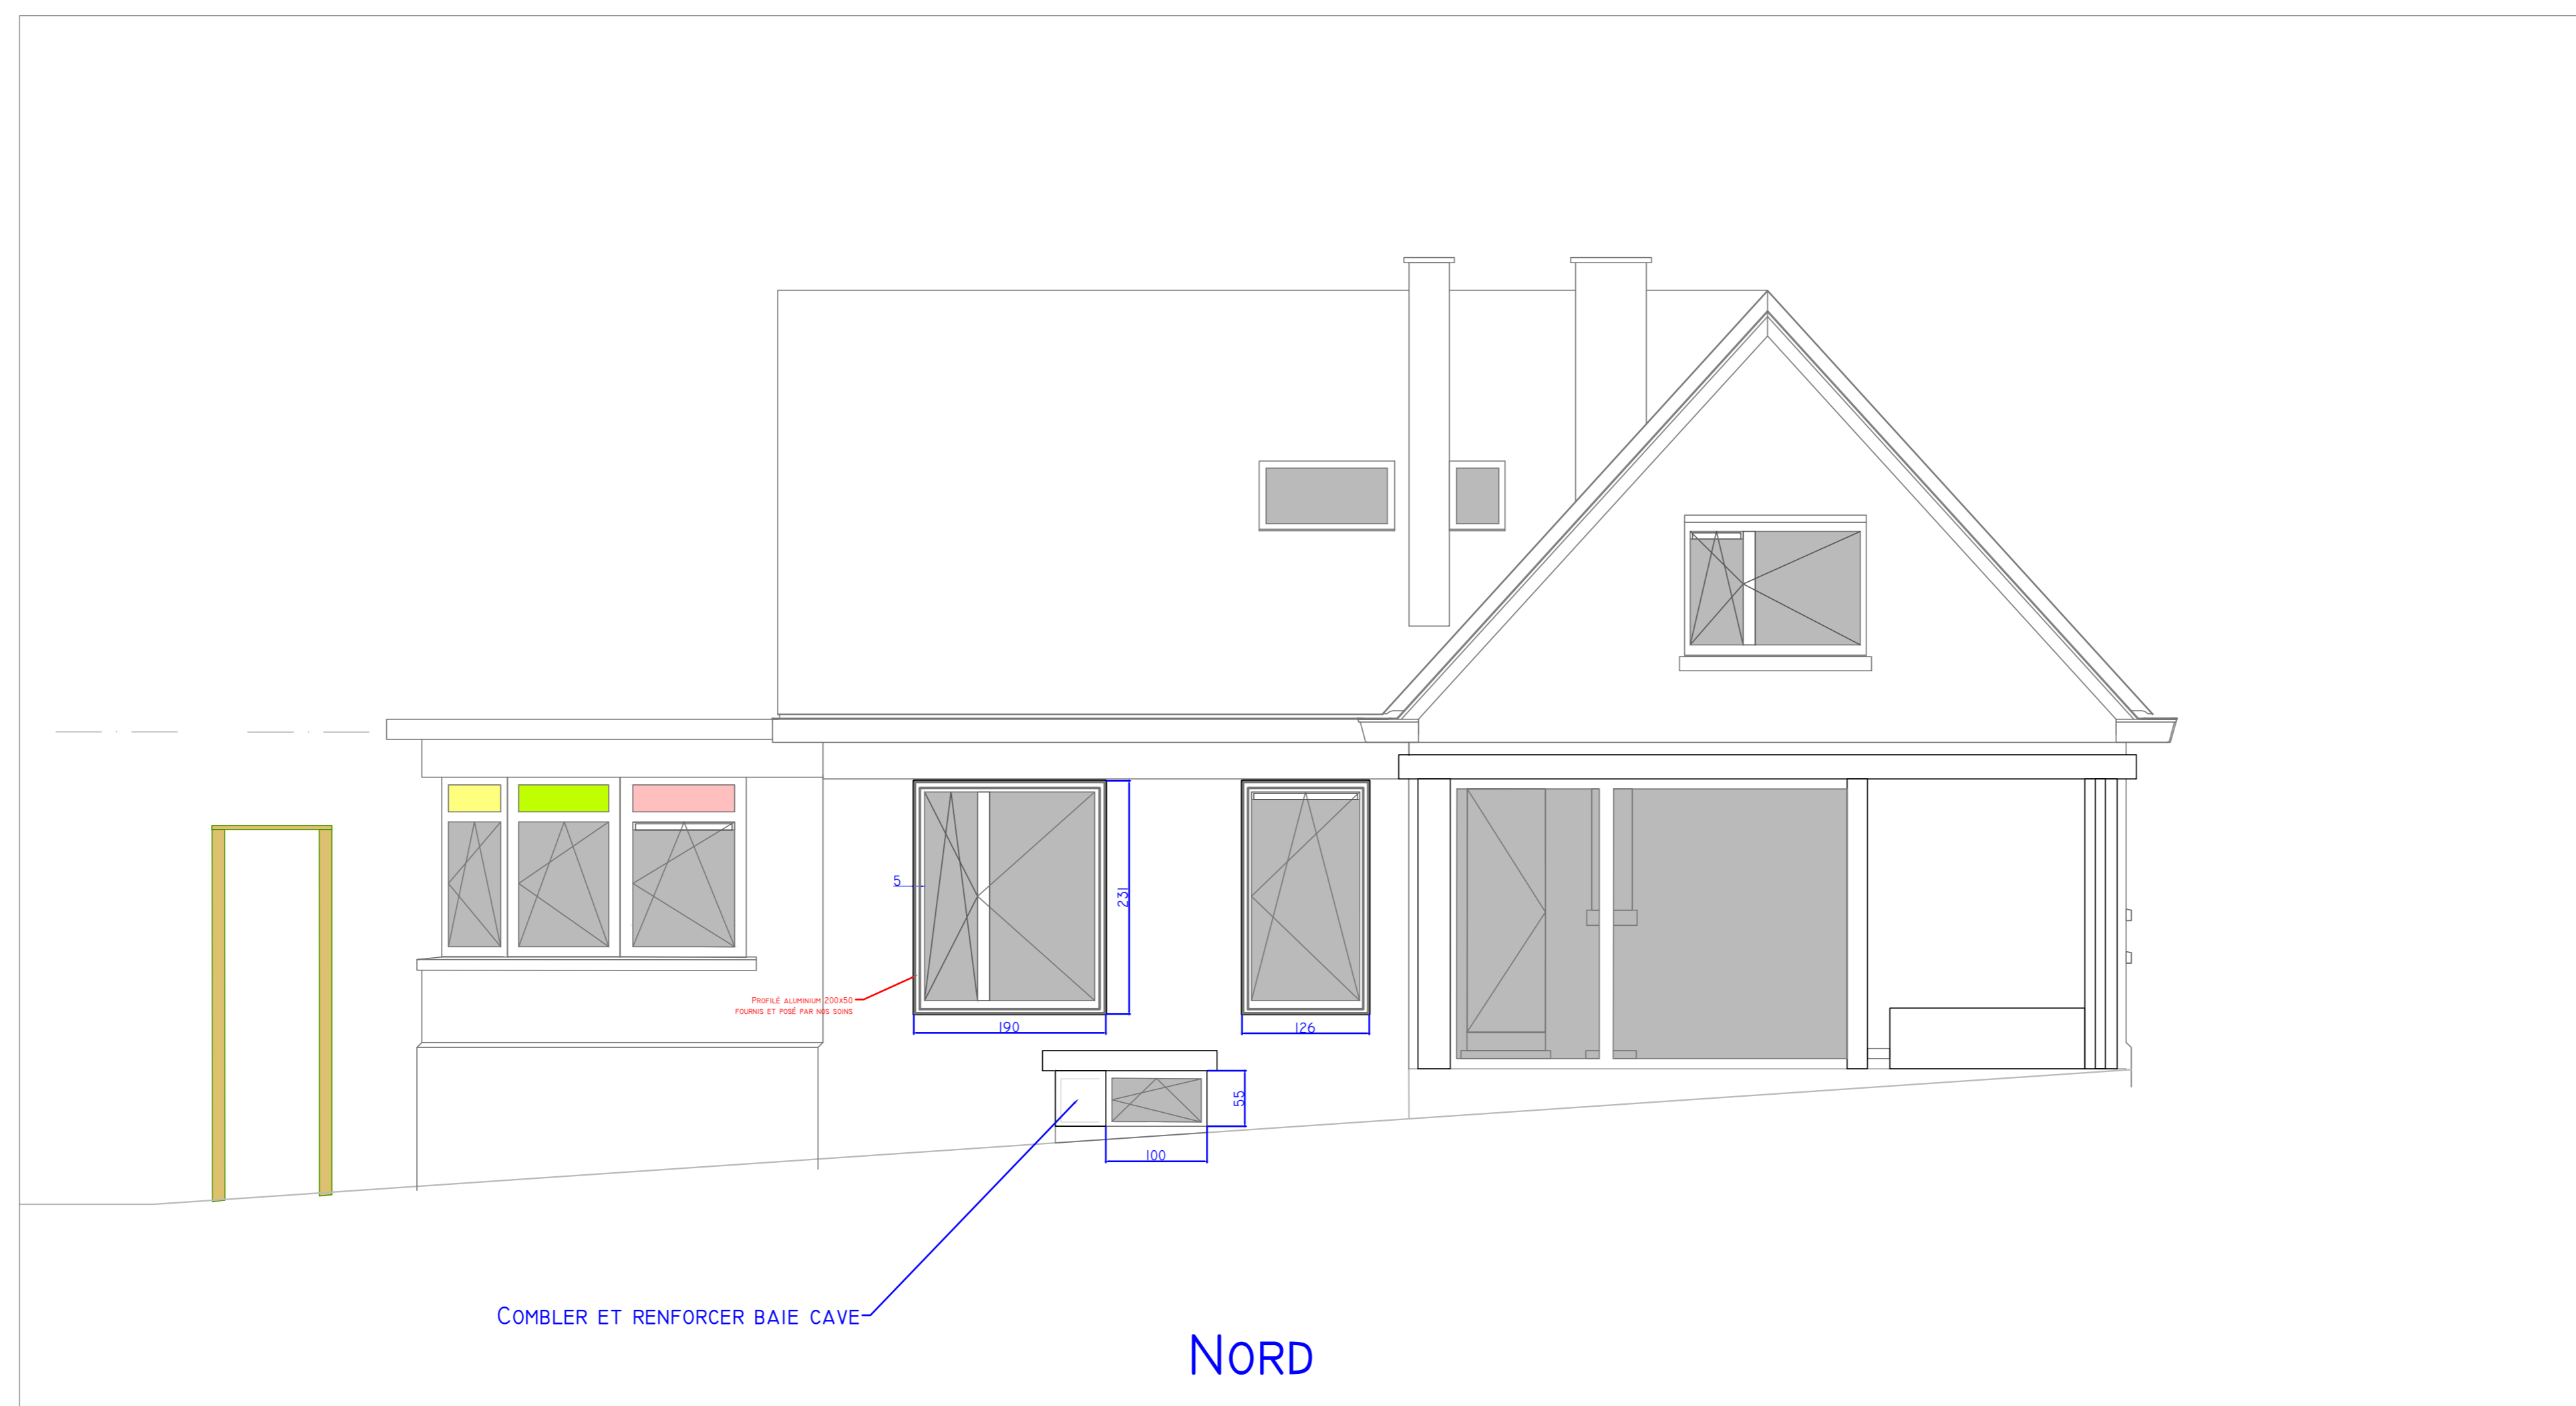 5
231
Profilé aluminium 200x50
fournis et posé par nos soins
190
126
55
100
Combler et renforcer baie cave
Nord